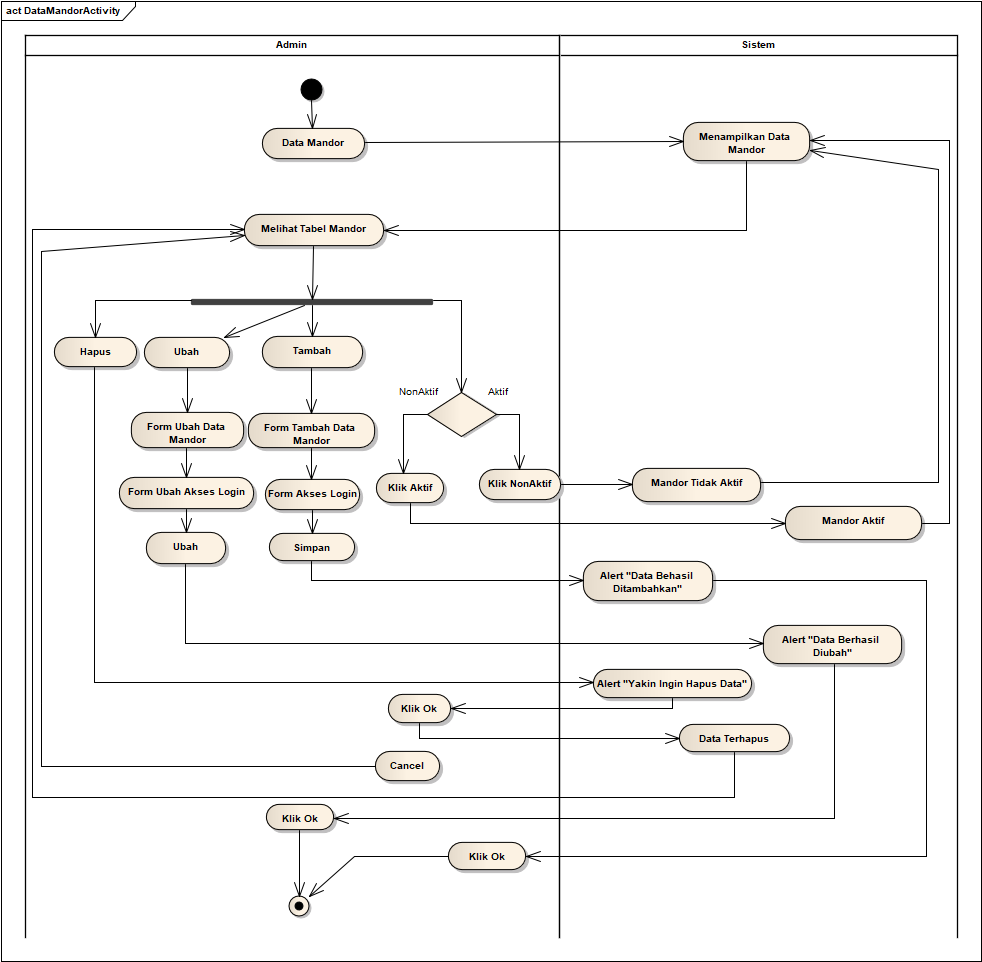 act DataMandorActivity
Admin
Sistem
Data Mandor
Menampilkan Data
Mandor
Melihat Tabel Mandor
Hapus
Ubah
Tambah
NonAktif
Aktif
Form Ubah Data
Mandor
Form Tambah Data
Mandor
Klik Aktif
Klik NonAktif
Mandor Tidak Aktif
Form Ubah Akses Login
Form Akses Login
Mandor Aktif
Ubah
Simpan
Alert "Data Behasil
Ditambahkan"
Alert "Data Berhasil
Diubah"
Alert "Yakin Ingin Hapus Data"
Klik Ok
Data Terhapus
Cancel
Klik Ok
Klik Ok